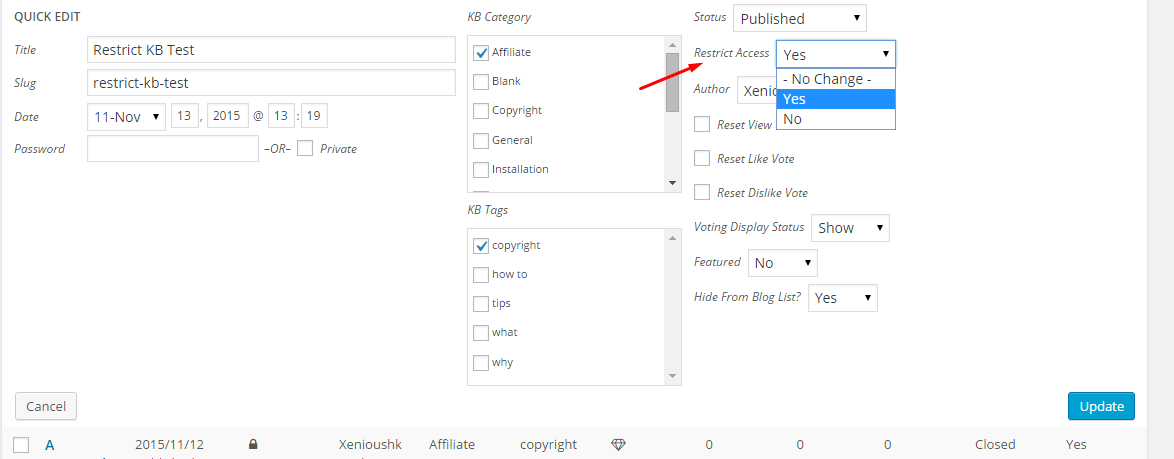 QUICK EDIT
Title Restrict KB Test
Slug restrict-kb-test
Date 11-Nov 13 , 2015 @ 13 : 19
Password –OR– Private
KB Category
Affiliate
Blank
Copyright
General
Installation
KB Tags
copyright
how to
tips
what
why
Status Published
Restrict Access Yes
- No Change -
Yes
No
Author
Reset View
Reset Like Vote
Reset Dislike Vote
Voting Display Status Show
Featured No
Hide From Blog List? Yes
Cancel Update
A 2015/11/12 Xenioushk Affiliate copyright 0 0 0 Closed Yes